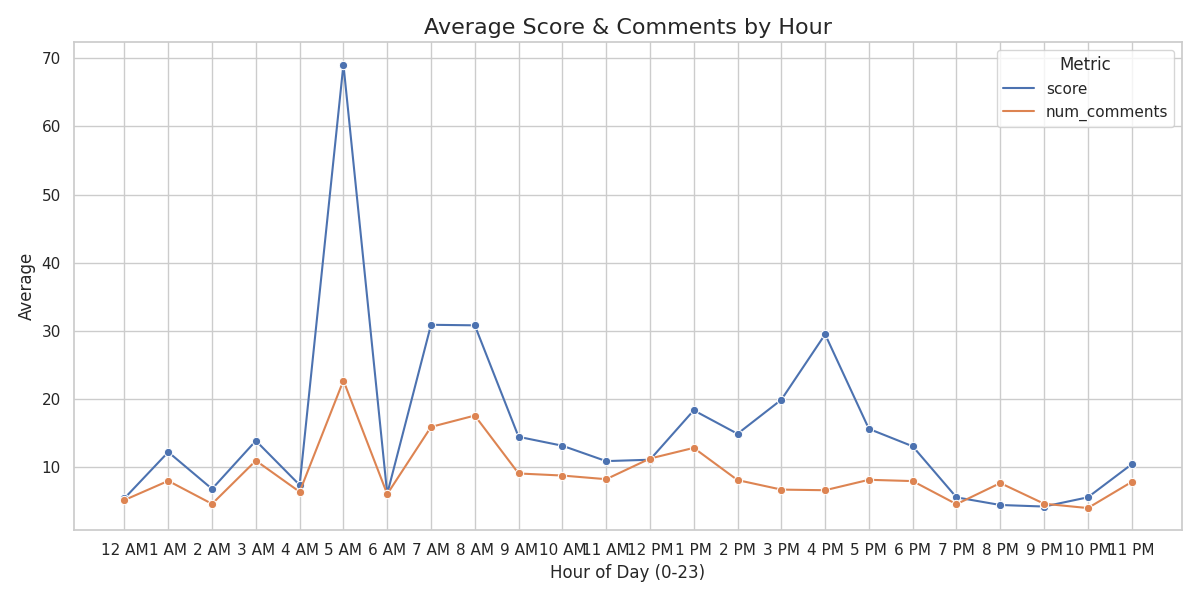 Average Score & Comments by Hour
Metric
score
num_comments
70
60
50
40
30
20
10
Average
12 AM 1 AM 2 AM 3 AM 4 AM 5 AM 6 AM 7 AM 8 AM 9 AM 10 AM 11 AM 12 PM 1 PM 2 PM 3 PM 4 PM 5 PM 6 PM 7 PM 8 PM 9 PM 10 PM 11 PM
Hour of Day (0-23)